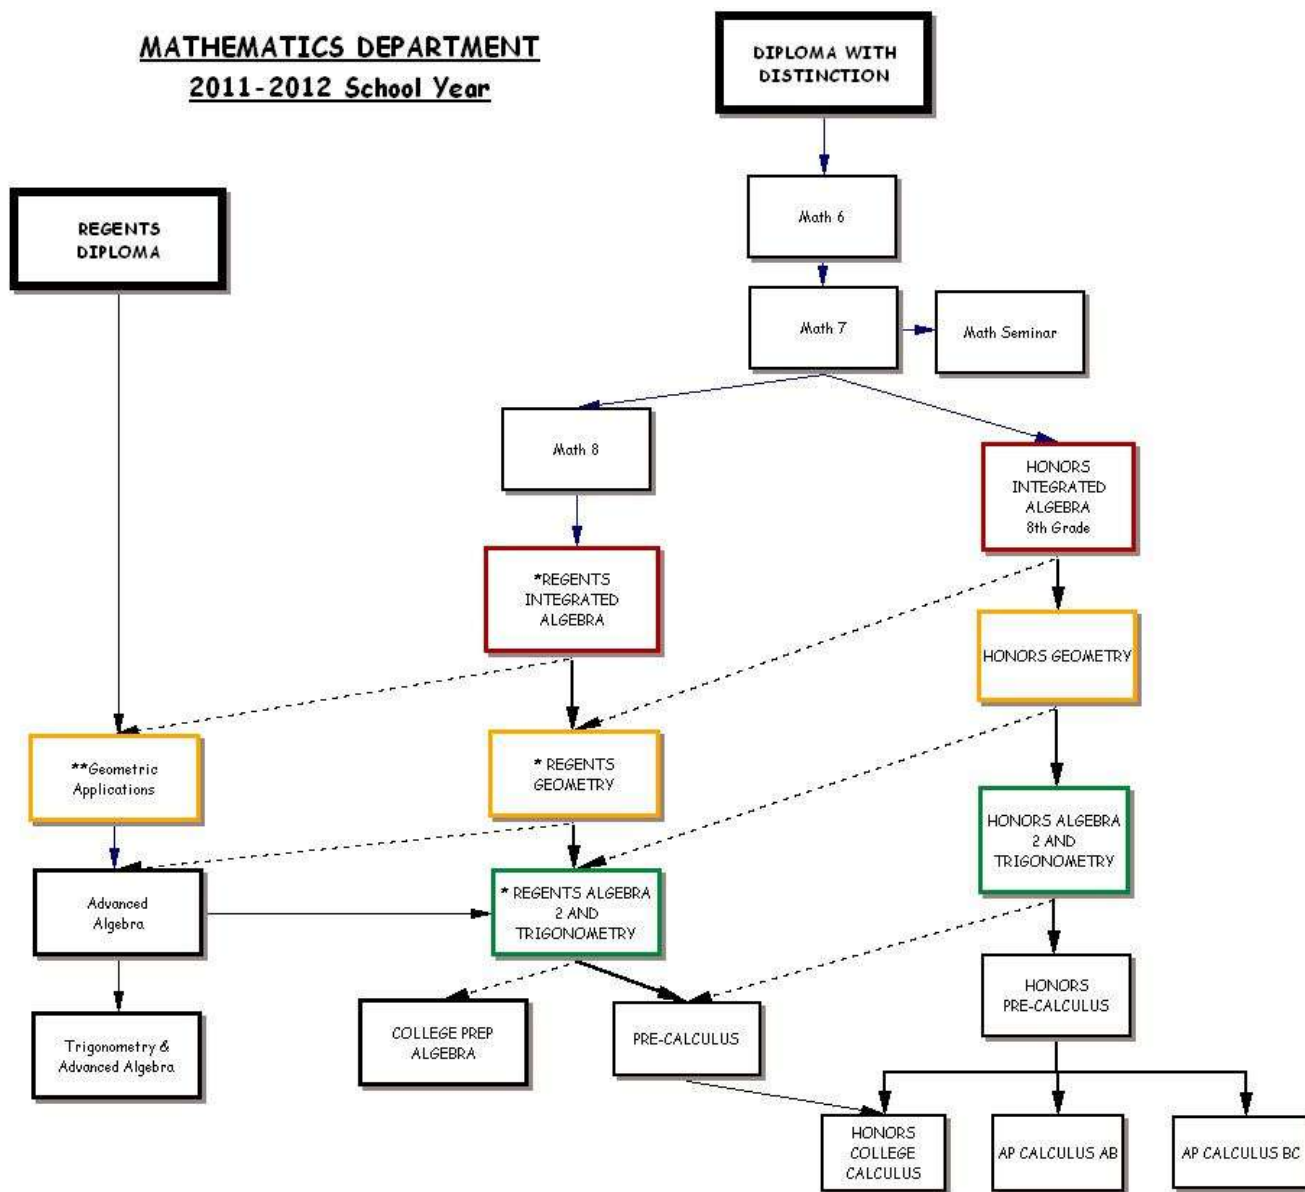 MATHEMATICS DEPARTMENT
2011-2012 School Year
DIPLOMA WITH
DISTINCTION
Math 6
REGENTS
DIPLOMA
Math 7
Math Seminar
Math 8
HONORS
INTEGRATED
ALGEBRA
8th Grade
*REGENTS
INTEGRATED
ALGEBRA
HONORS GEOMETRY
**Geometric
Applications
* REGENTS
GEOMETRY
HONORS ALGEBRA
2 AND
TRIGONOMETRY
Advanced
Algebra
* REGENTS ALGEBRA
2 AND
TRIGONOMETRY
HONORS
PRE-CALCULUS
Trigonometry &
Advanced Algebra
COLLEGE PREP
ALGEBRA
PRE-CALCULUS
HONORS
COLLEGE
CALCULUS
AP CALCULUS AB
AP CALCULUS BC